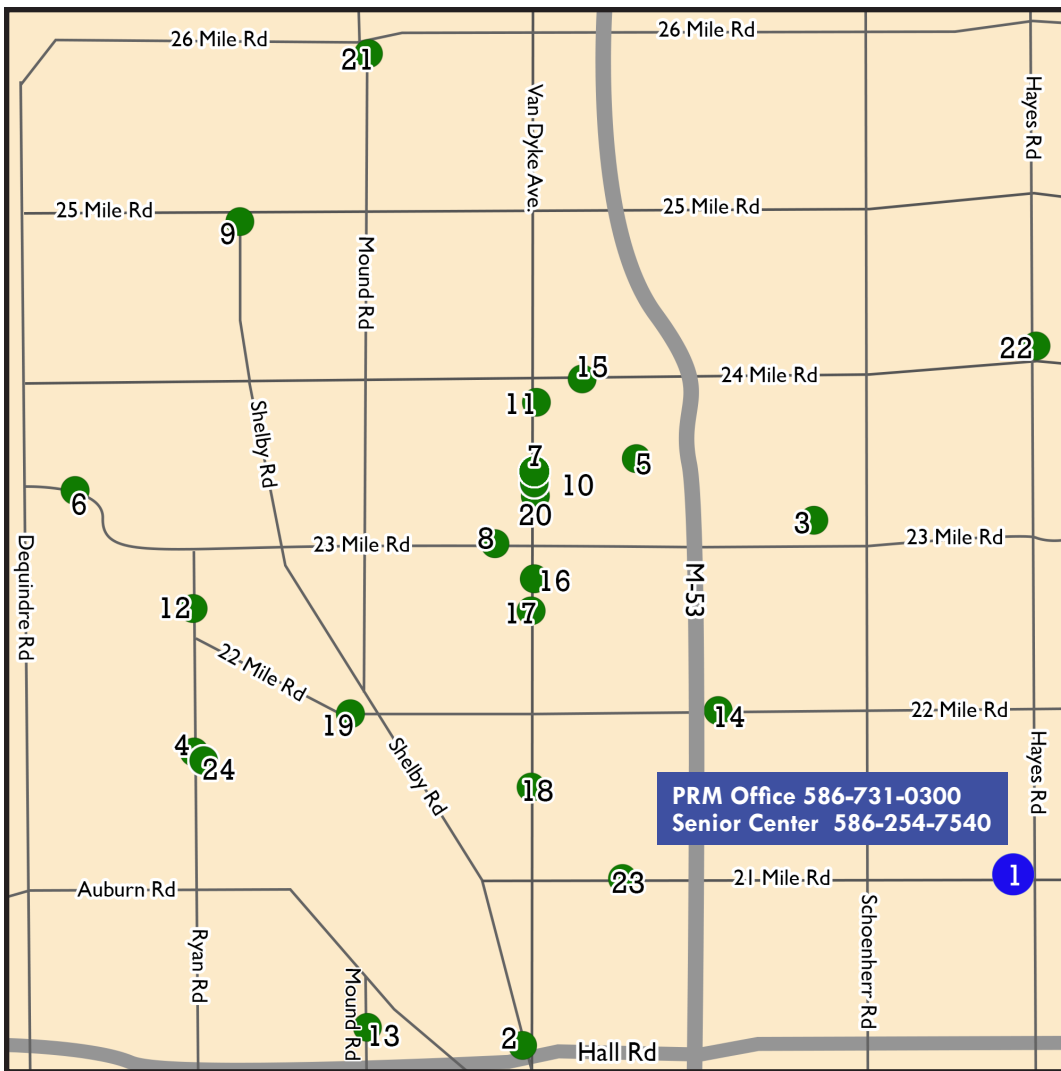 26 Mile Rd
26 Mile Rd
21
Van Dyke Ave.
Hayes Rd
25 Mile Rd
25 Mile Rd
9
Mound Rd
22
15
24 Mile Rd
11
Shelby Rd
7
5
10
6
20
3
8
23 Mile Rd
23 Mile Rd
Dequindre Rd
16
M-53
12
17
22 Mile Rd
19
14
22 Mile Rd
4
24
Shelby Rd
18
Hayes Rd
PRM Office 586-731-0300
Senior Center 586-254-7540
23
21 Mile Rd
1
Auburn Rd
Ryan Rd
Schoenherr Rd
Mound Rd
13
2
Hall Rd